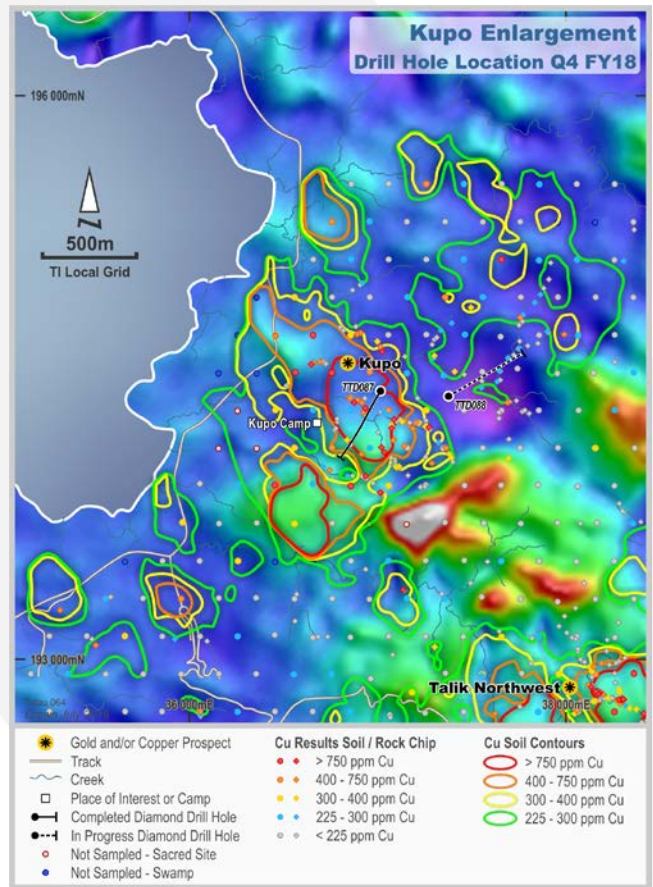 Kupo Enlargement
Drill Hole Location Q4 FY18
196 000mN
500m
TI Local Grid
Kupo
TTD087
TTD088
Kupo Camp
193 000mN
Talik Northwest
36 000mE
38 000mE
Gold and/or Copper Prospect
Track
Creek
Place of Interest or Camp
Completed Diamond Drill Hole
In Progress Diamond Drill Hole
Not Sampled - Sacred Site
Not Sampled - Swamp
Cu Results Soil / Rock Chip
> 750 ppm Cu
400 - 750 ppm Cu
300 - 400 ppm Cu
225 - 300 ppm Cu
< 225 ppm Cu
Cu Soil Contours
> 750 ppm Cu
400 - 750 ppm Cu
300 - 400 ppm Cu
225 - 300 ppm Cu